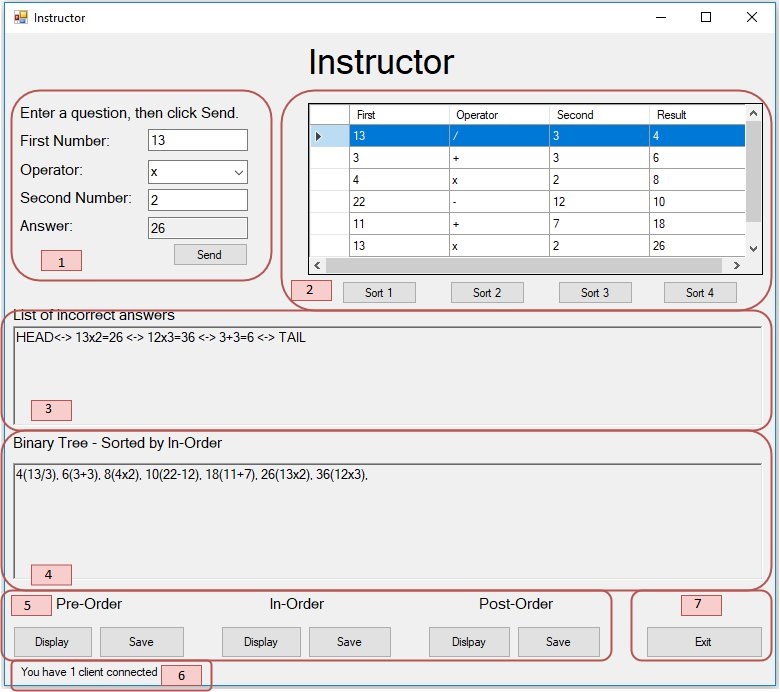 Instructor
Instructor
Enter a question, then click Send.
First Number: 13
Operator: x
Second Number: 2
Answer: 26
Send
1
First Operator Second Result
13 / 3 4
3 + 3 6
4 x 2 8
22 - 12 10
11 + 7 18
13 x 2 26
2 Sort 1 Sort 2 Sort 3 Sort 4
List of incorrect answers
HEAD<-> 13x2=26 <-> 12x3=36 <-> 3+3=6 <-> TAIL
3
Binary Tree - Sorted by In-Order
4(13/3), 6(3+3), 8(4x2), 10(22-12), 18(11+7), 26(13x2), 36(12x3),
4
5 Pre-Order In-Order Post-Order 7
Display Save Display Save Dislpay Save Exit
You have 1 client connected 6